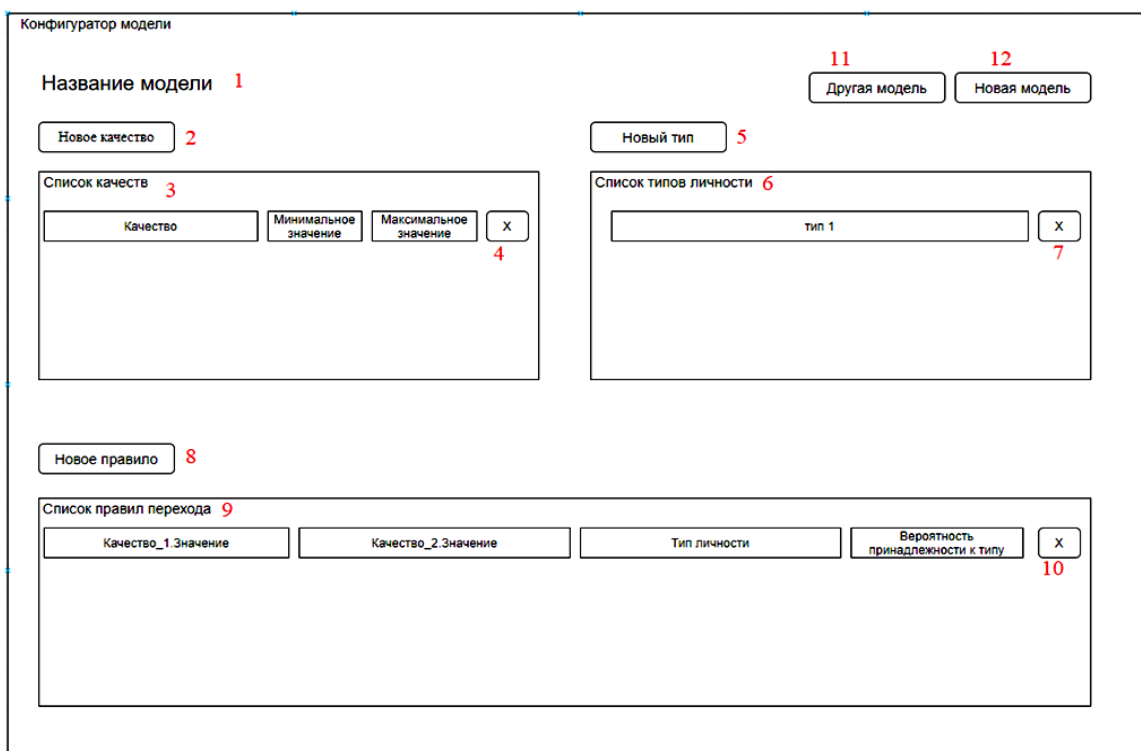 Конфигуратор модели
11 12
Название модели 1
Другая модель Новая модель
Новое качество 2 Новый тип 5
Список качеств 3 Список типов личности 6
Качество Минимальное значение Максимальное значение X тип 1 X
4 7
Новое правило 8
Список правил перехода 9
Качество_1.Значение Качество_2.Значение Тип личности Вероятность принадлежности к типу X
10